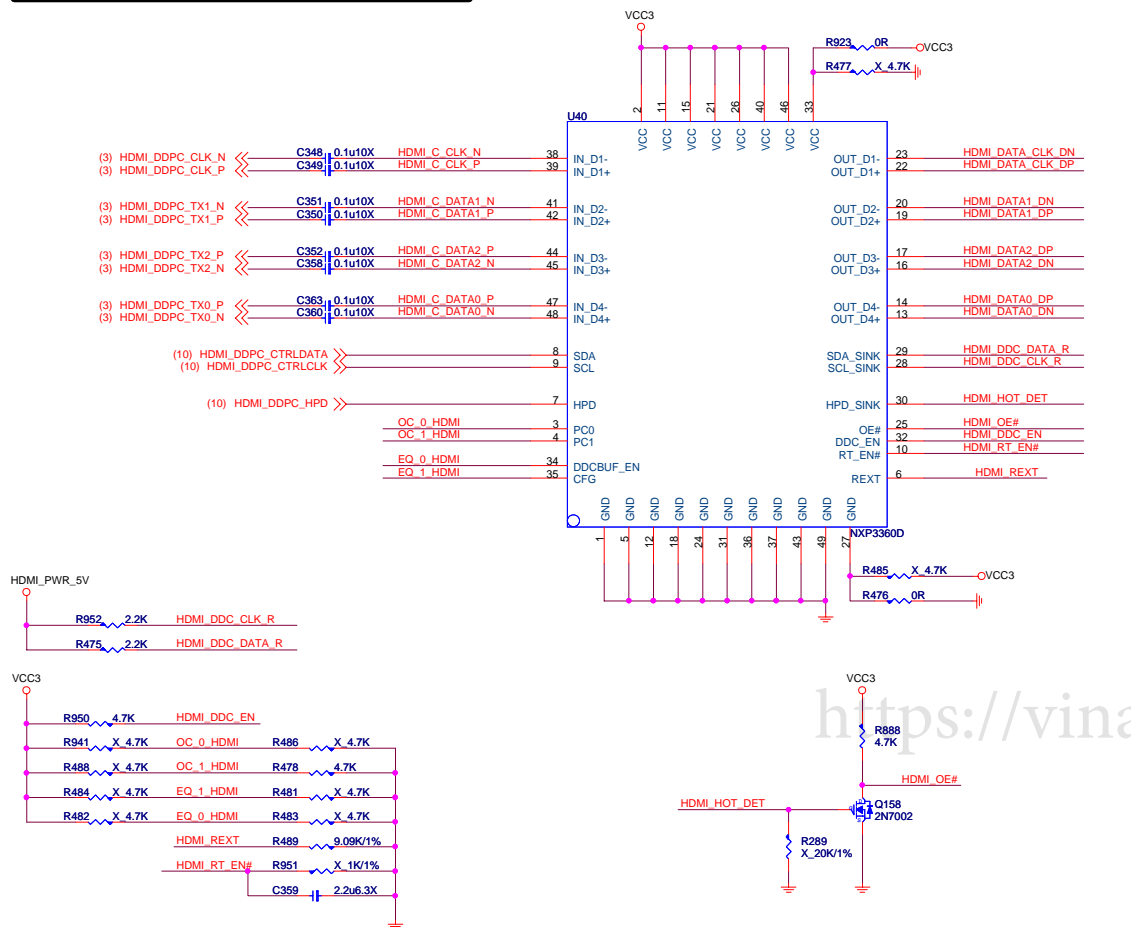 VCC3
R923 0R VCC3
R477 X_4.7K
2 11 15 21 26 40 46 33
U40
VCC VCC VCC VCC VCC VCC VCC VCC
(3) HDMI_DDPC_CLK_N C348 0.1u10X HDMI_C_CLK_N 38 IN_D1- OUT_D1- 23 HDMI_DATA_CLK_DN
(3) HDMI_DDPC_CLK_P C349 0.1u10X HDMI_C_CLK_P 39 IN_D1+ OUT_D1+ 22 HDMI_DATA_CLK_DP
(3) HDMI_DDPC_TX1_N C351 0.1u10X HDMI_C_DATA1_N 41 IN_D2- OUT_D2- 20 HDMI_DATA1_DN
(3) HDMI_DDPC_TX1_P C350 0.1u10X HDMI_C_DATA1_P 42 IN_D2+ OUT_D2+ 19 HDMI_DATA1_DP
(3) HDMI_DDPC_TX2_P C352 0.1u10X HDMI_C_DATA2_P 44 IN_D3- OUT_D3- 17 HDMI_DATA2_DP
(3) HDMI_DDPC_TX2_N C358 0.1u10X HDMI_C_DATA2_N 45 IN_D3+ OUT_D3+ 16 HDMI_DATA2_DN
(3) HDMI_DDPC_TX0_P C363 0.1u10X HDMI_C_DATA0_P 47 IN_D4- OUT_D4- 14 HDMI_DATA0_DP
(3) HDMI_DDPC_TX0_N C360 0.1u10X HDMI_C_DATA0_N 48 IN_D4+ OUT_D4+ 13 HDMI_DATA0_DN
(10) HDMI_DDPC_CTRLDATA 8 SDA SDA_SINK 29 HDMI_DDC_DATA_R
(10) HDMI_DDPC_CTRLCLK 9 SCL SCL_SINK 28 HDMI_DDC_CLK_R
(10) HDMI_DDPC_HPD 7 HPD HPD_SINK 30 HDMI_HOT_DET
OC_0_HDMI 3 PC0 OE# 25 HDMI_OE#
OC_1_HDMI 4 PC1 DDC_EN 32 HDMI_DDC_EN
RT_EN# 10 HDMI_RT_EN#
EQ_0_HDMI 34 DDCBUF_EN
EQ_1_HDMI 35 CFG REXT 6 HDMI_REXT
GND GND GND GND GND GND GND GND GND GND GND
1 5 12 18 24 31 36 37 43 49 27
NXP3360D
R485 X_4.7K VCC3
R476 0R
HDMI_PWR_5V
R952 2.2K HDMI_DDC_CLK_R
R475 2.2K HDMI_DDC_DATA_R
VCC3
R950 4.7K HDMI_DDC_EN
R941 X_4.7K OC_0_HDMI R486 X_4.7K
R488 X_4.7K OC_1_HDMI R478 4.7K
R484 X_4.7K EQ_1_HDMI R481 X_4.7K
R482 X_4.7K EQ_0_HDMI R483 X_4.7K
HDMI_REXT R489 9.09K/1%
HDMI_RT_EN# R951 X_1K/1%
C359 2.2u6.3X
VCC3
https://vina
R888
4.7K
HDMI_OE#
HDMI_HOT_DET
Q158
2N7002
R289
X_20K/1%